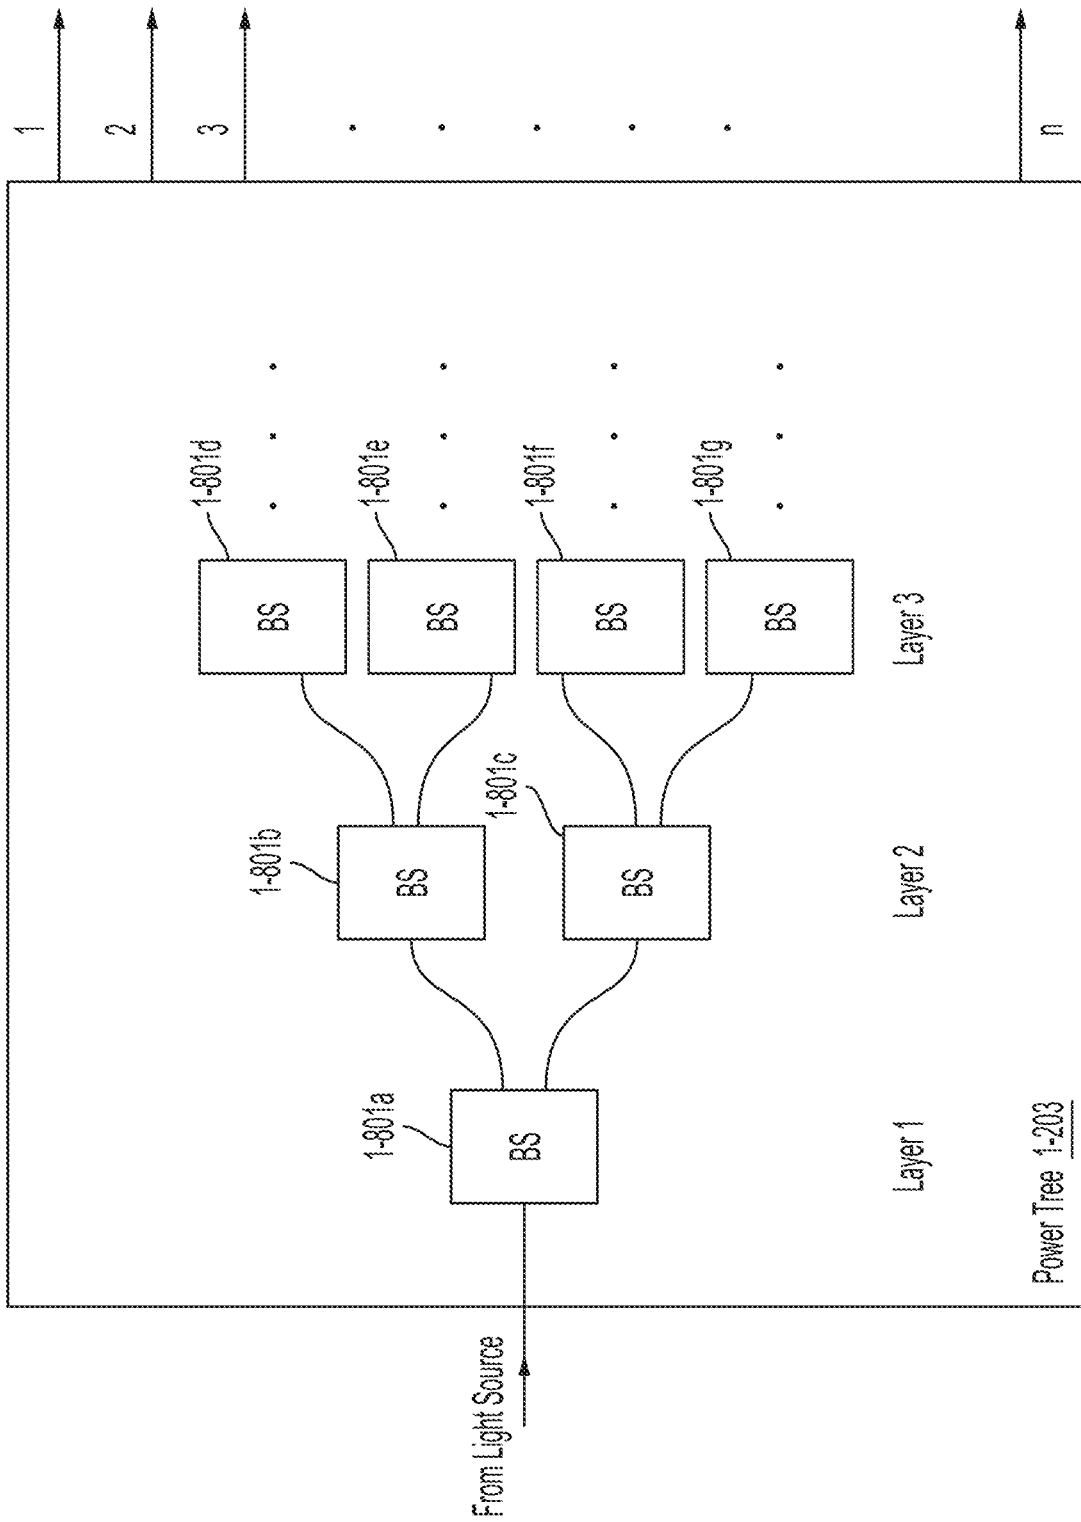 From Light Source
1-801a
BS
1-801b
BS
1-801c
BS
1-801d
BS
1-801e
BS
1-801f
BS
1-801g
BS
Layer 1
Layer 2
Layer 3
Power Tree 1-203
1
2
3
n